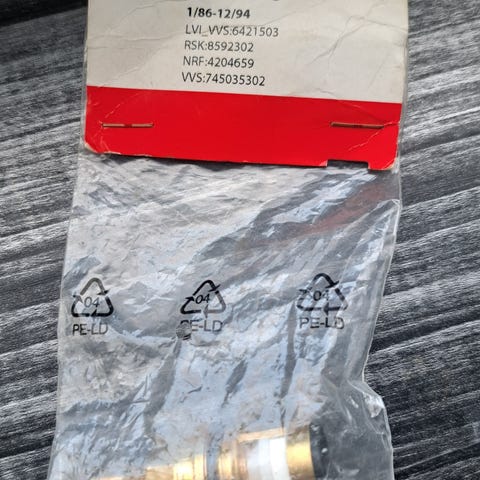 1/86-12/94
LVI_VVS:6421503
RSK:8592302
NRF:4204659
VVS:745035302
04 04 04
PE-LD PE-LD PE-LD